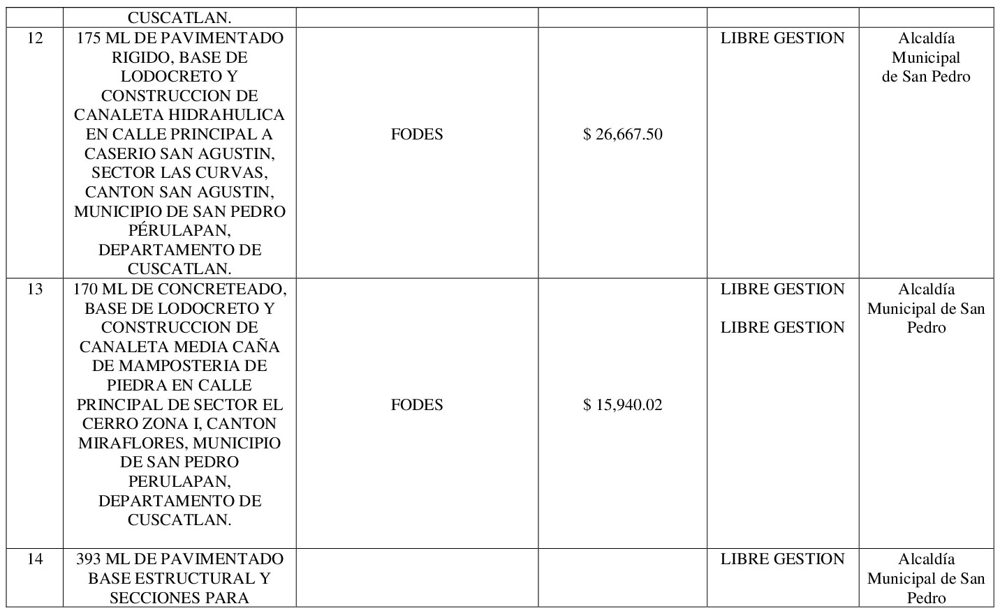 CUSCATLAN.
12
175 ML DE PAVIMENTADO
RIGIDO, BASE DE
LODOCRETO Y
CONSTRUCCION DE
CANALETA HIDRAHULICA
EN CALLE PRINCIPAL A
CASERIO SAN AGUSTIN,
SECTOR LAS CURVAS,
CANTON SAN AGUSTIN,
MUNICIPIO DE SAN PEDRO
PÉRULAPAN,
DEPARTAMENTO DE
CUSCATLAN.
FODES
$ 26,667.50
LIBRE GESTION
Alcaldía
Municipal
de San Pedro
13
170 ML DE CONCRETEADO,
BASE DE LODOCRETO Y
CONSTRUCCION DE
CANALETA MEDIA CAÑA
DE MAMPOSTERIA DE
PIEDRA EN CALLE
PRINCIPAL DE SECTOR EL
CERRO ZONA I, CANTON
MIRAFLORES, MUNICIPIO
DE SAN PEDRO
PERULAPAN,
DEPARTAMENTO DE
CUSCATLAN.
FODES
$ 15,940.02
LIBRE GESTION
LIBRE GESTION
Alcaldía
Municipal de San
Pedro
14
393 ML DE PAVIMENTADO
BASE ESTRUCTURAL Y
SECCIONES PARA
LIBRE GESTION
Alcaldía
Municipal de San
Pedro